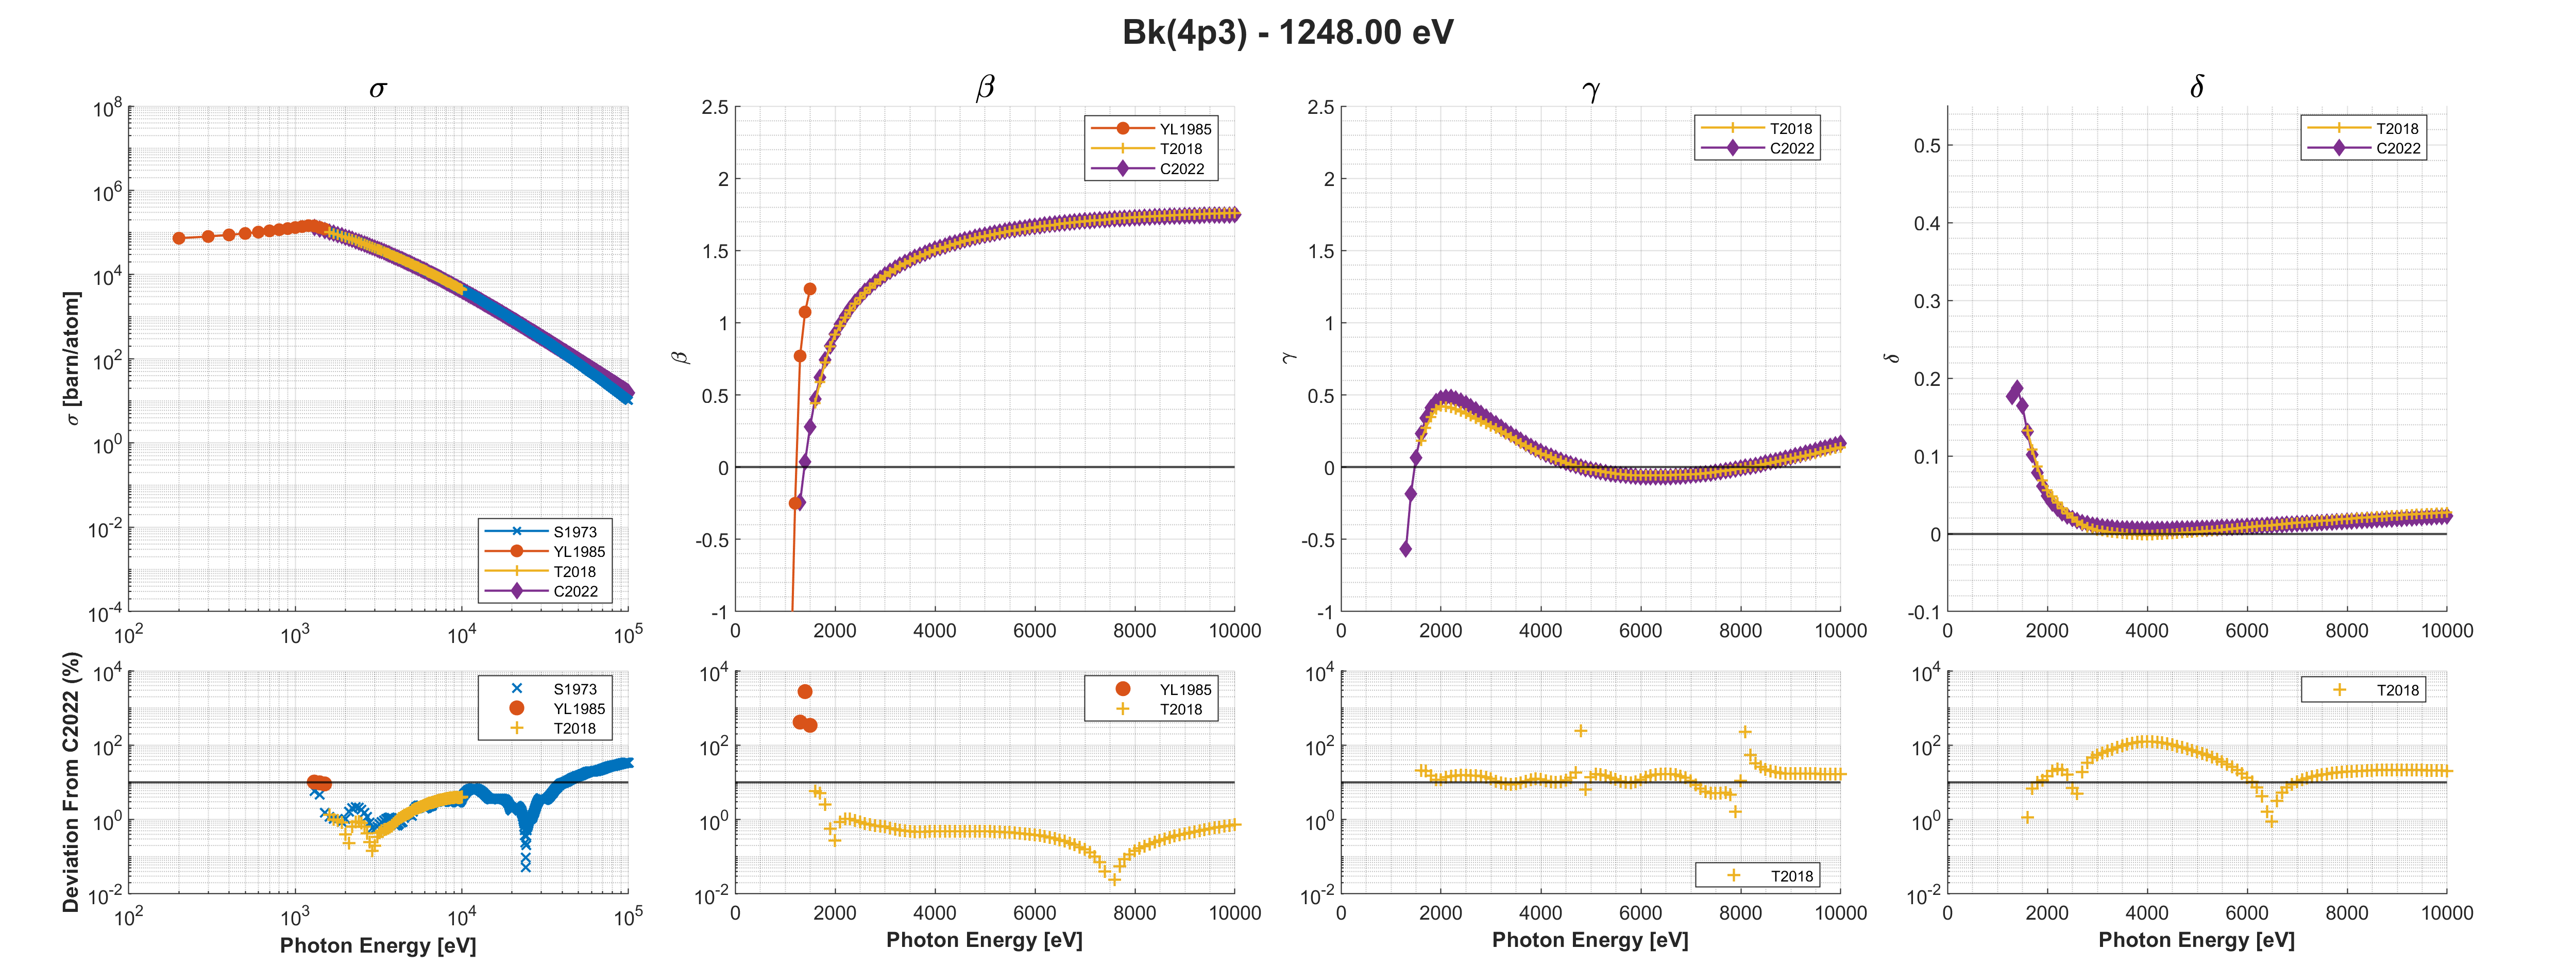 Bk(4p3) - 1248.00 eV
σ
σ [barn/atom]
10^8
10^6
10^4
10^2
10^0
10^-2
10^-4
10^2
10^3
10^4
10^5
S1973
YL1985
T2018
C2022
β
β
2.5
2
1.5
1
0.5
0
-0.5
-1
0
2000
4000
6000
8000
10000
YL1985
T2018
C2022
γ
γ
2.5
2
1.5
1
0.5
0
-0.5
-1
0
2000
4000
6000
8000
10000
T2018
C2022
δ
δ
0.5
0.4
0.3
0.2
0.1
0
-0.1
0
2000
4000
6000
8000
10000
T2018
C2022
Deviation From C2022 (%)
10^4
10^2
10^0
10^-2
10^2
10^3
10^4
10^5
S1973
YL1985
T2018
Photon Energy [eV]
10^4
10^2
10^0
10^-2
0
2000
4000
6000
8000
10000
YL1985
T2018
Photon Energy [eV]
10^4
10^2
10^0
10^-2
0
2000
4000
6000
8000
10000
T2018
Photon Energy [eV]
10^4
10^2
10^0
10^-2
0
2000
4000
6000
8000
10000
T2018
Photon Energy [eV]